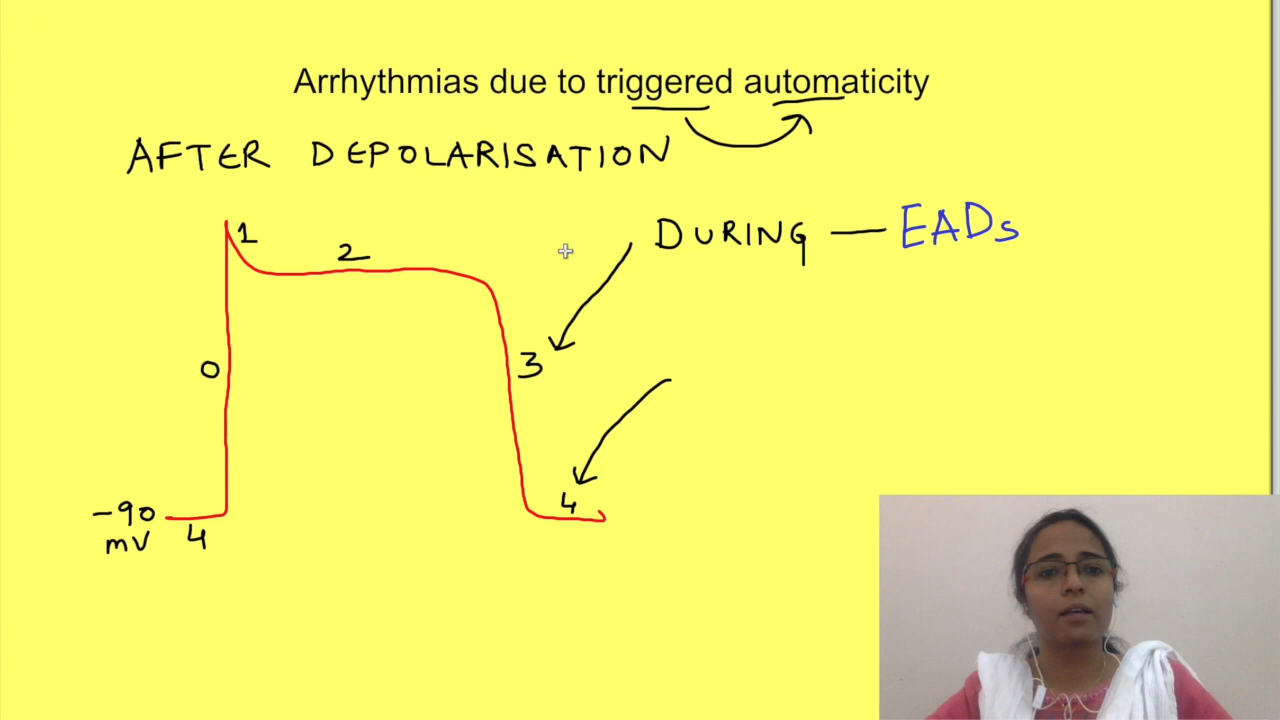 Arrhythmias due to triggered automaticity
AFTER DEPOLARISATION
1
2
DURING — EADs
0
3
4
-90
mV
4